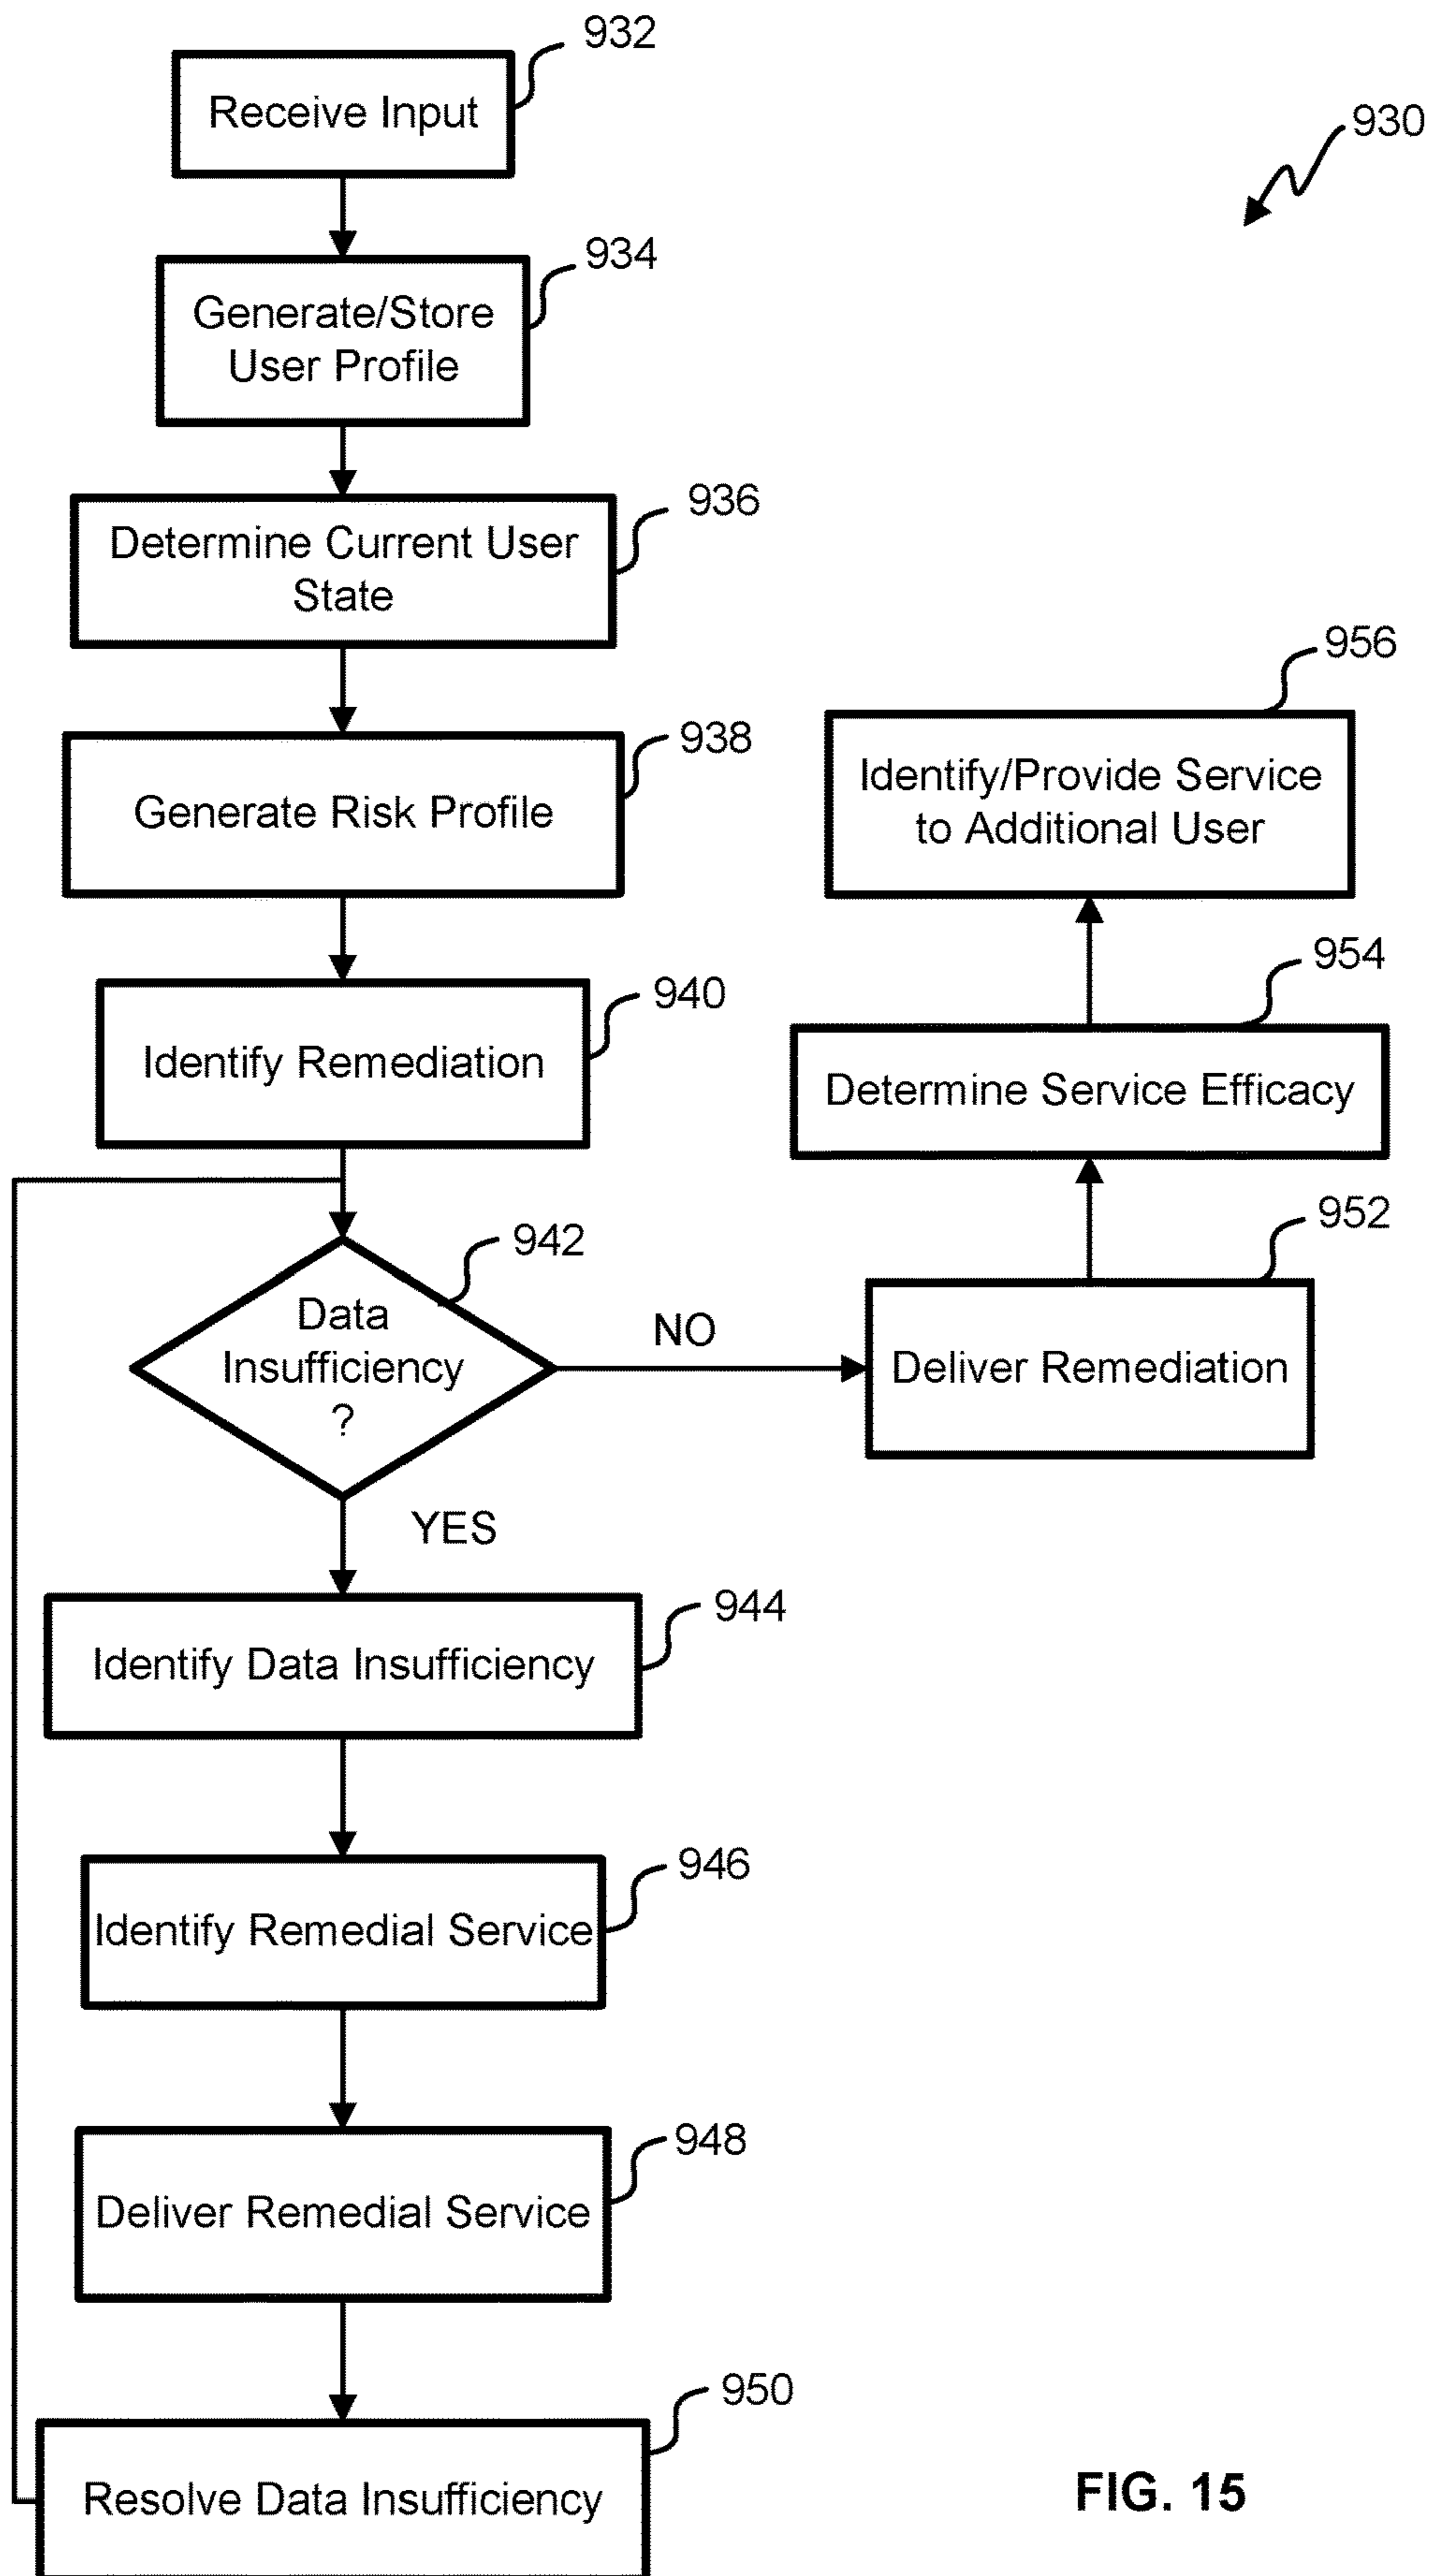 932
Receive Input
930
934
Generate/Store
User Profile
936
Determine Current User
State
938
Generate Risk Profile
956
Identify/Provide Service
to Additional User
940
Identify Remediation
954
Determine Service Efficacy
942
Data
Insufficiency
?
NO
952
Deliver Remediation
YES
944
Identify Data Insufficiency
946
Identify Remedial Service
948
Deliver Remedial Service
950
Resolve Data Insufficiency
FIG. 15